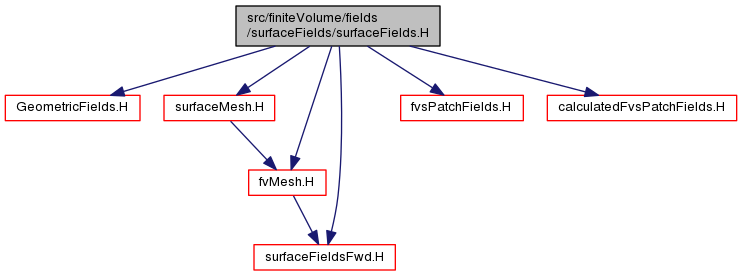 src/finiteVolume/fields
/surfaceFields/surfaceFields.H
GeometricFields.H
surfaceMesh.H
fvsPatchFields.H
calculatedFvsPatchFields.H
fvMesh.H
surfaceFieldsFwd.H